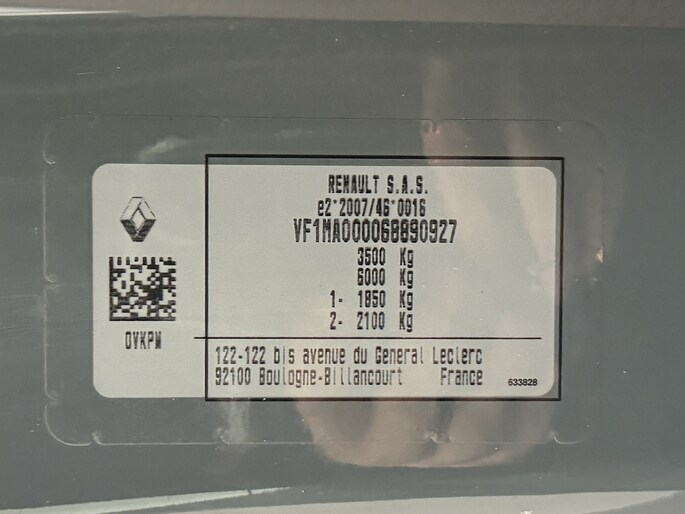 RENAULT S.A.S.
e2*2007/46*0016
VF1MA000068890927
3500 Kg
6000 Kg
1- 1850 Kg
2- 2100 Kg
DVKPW
122-122 bis avenue du General Leclerc
92100 Boulogne-Billancourt France
633828